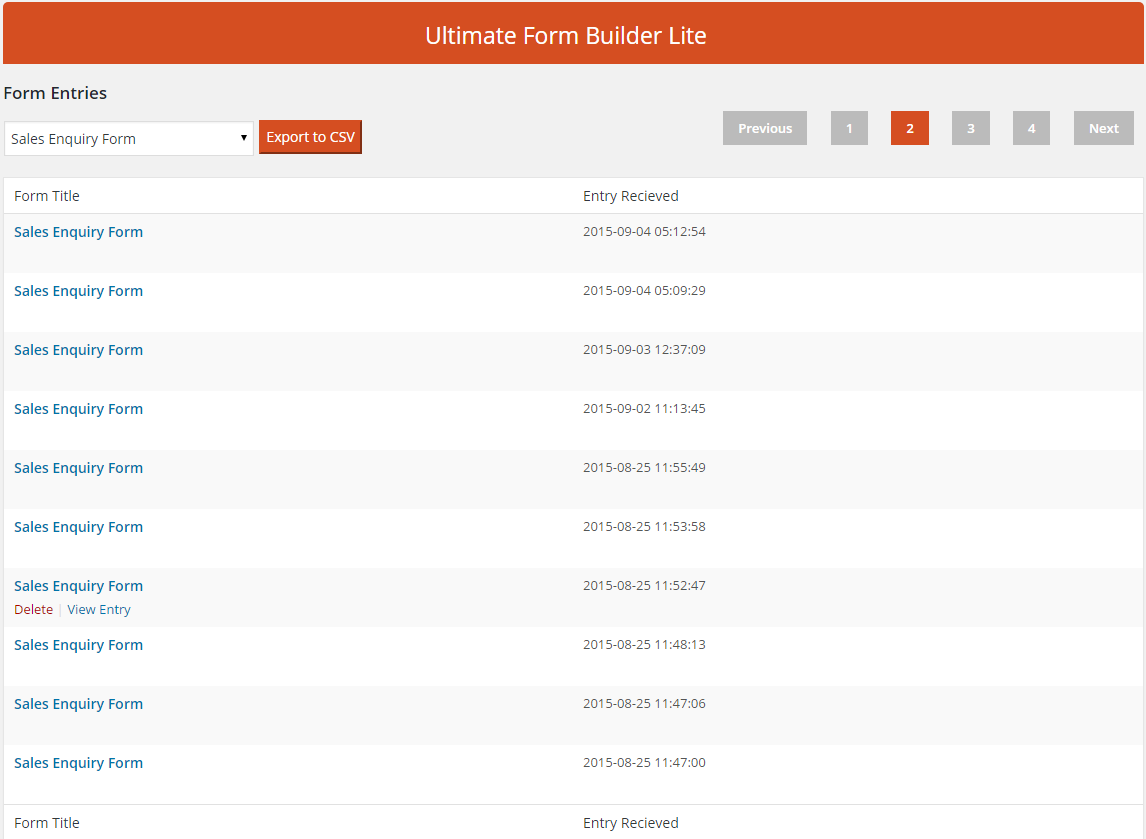 Ultimate Form Builder Lite
Form Entries
Sales Enquiry Form Export to CSV Previous 1 2 3 4 Next
Form Title Entry Recieved
Sales Enquiry Form 2015-09-04 05:12:54
Sales Enquiry Form 2015-09-04 05:09:29
Sales Enquiry Form 2015-09-03 12:37:09
Sales Enquiry Form 2015-09-02 11:13:45
Sales Enquiry Form 2015-08-25 11:55:49
Sales Enquiry Form 2015-08-25 11:53:58
Sales Enquiry Form 2015-08-25 11:52:47
Delete | View Entry
Sales Enquiry Form 2015-08-25 11:48:13
Sales Enquiry Form 2015-08-25 11:47:06
Sales Enquiry Form 2015-08-25 11:47:00
Form Title Entry Recieved